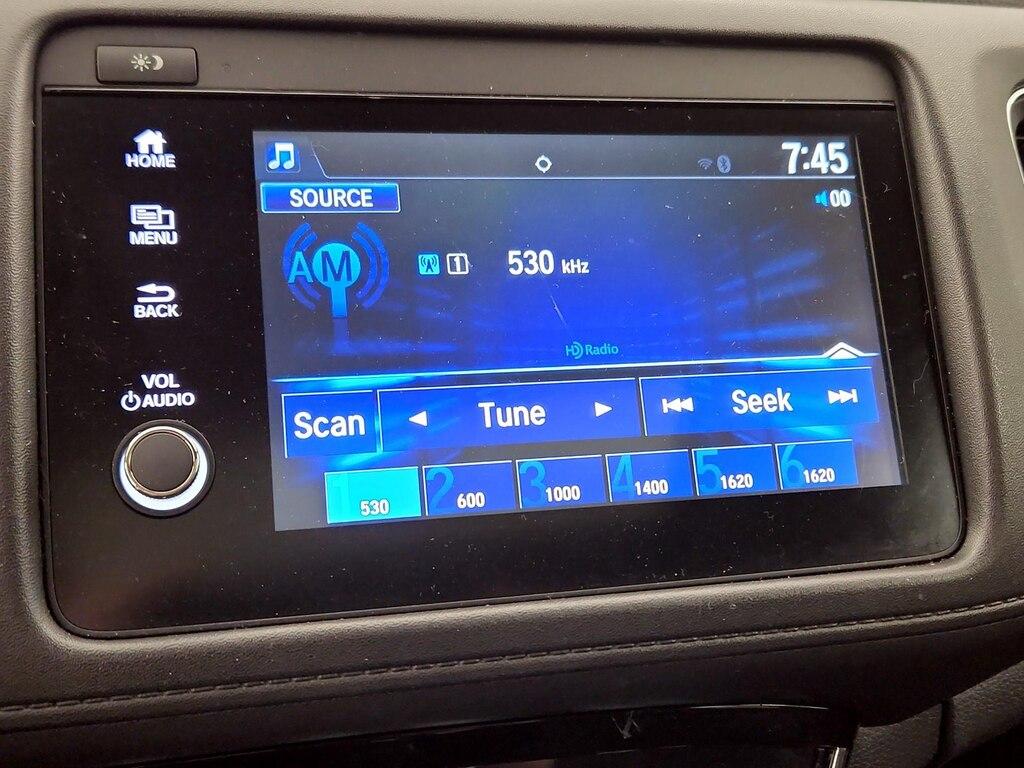 HOME
MENU
BACK
VOL
AUDIO
7:45
SOURCE
00
AM
1
530 kHz
HD Radio
Scan
Tune
Seek
1 530
2 600
3 1000
4 1400
5 1620
6 1620